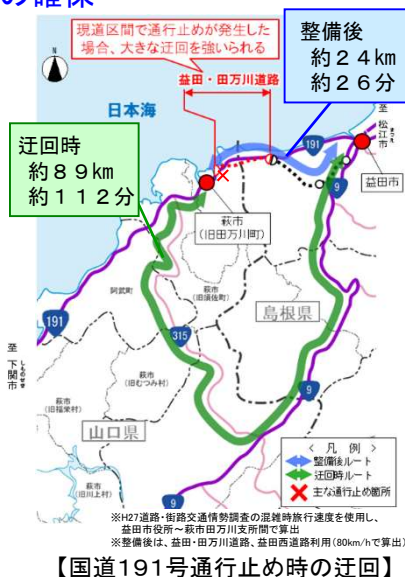 の確保
現道区間で通行止めが発生した
場合、大きな迂回を強いられる
整備後
約２４km
約２６分
益田・田万川道路
日本海
至 松江市
まつえ
191
9
益田市
迂回時
約８９km
約１１２分
萩市
(旧田万川町)
阿武町
萩市
(旧須佐町)
島根県
191
315
9
至 下関市
しものせき
萩市
(旧むつみ村)
萩市
(旧福栄村)
山口県
9
萩市
(旧川上村)
＜ 凡 例 ＞
整備後ルート
迂回時ルート
主な通行止め箇所
※H27道路・街路交通情勢調査の混雑時旅行速度を使用し、
益田市役所～萩市田万川支所間で算出
※整備後は、益田・田万川道路、益田西道路利用(80km/hで算出)
【国道191号通行止め時の迂回】